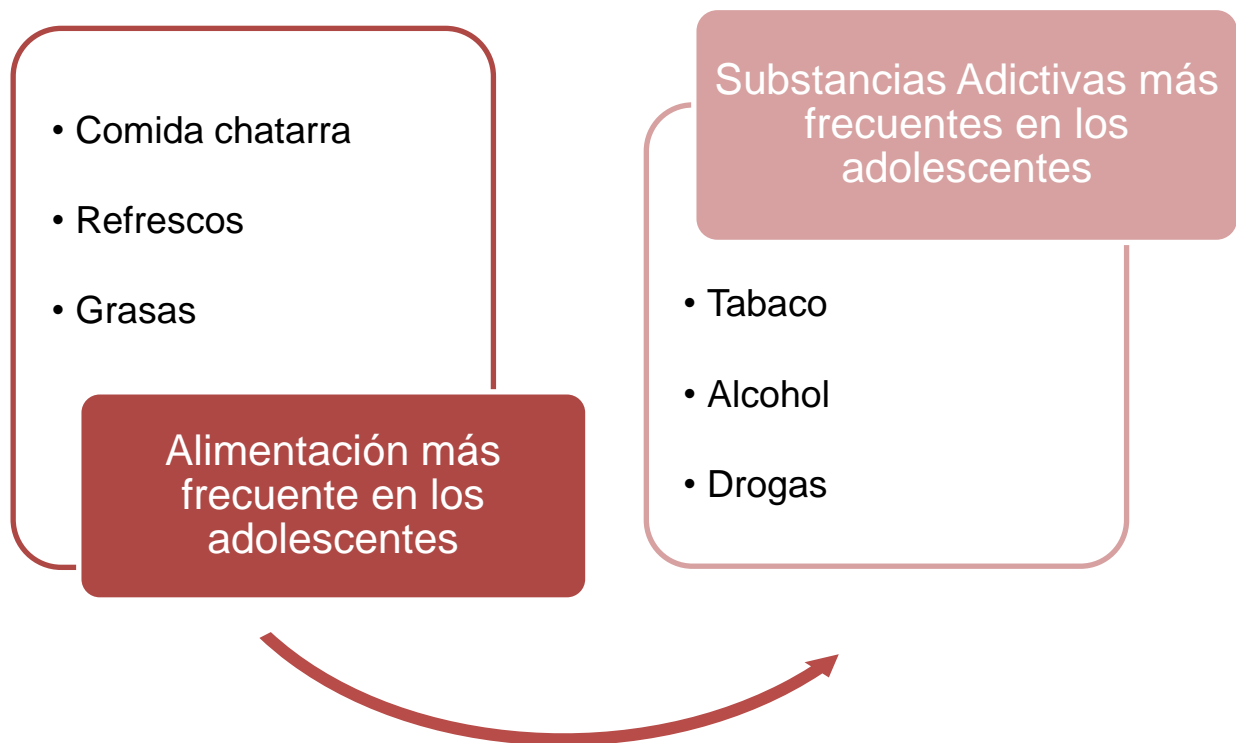 • Comida chatarra
• Refrescos
• Grasas
Alimentación más
frecuente en los
adolescentes
Substancias Adictivas más
frecuentes en los
adolescentes
• Tabaco
• Alcohol
• Drogas